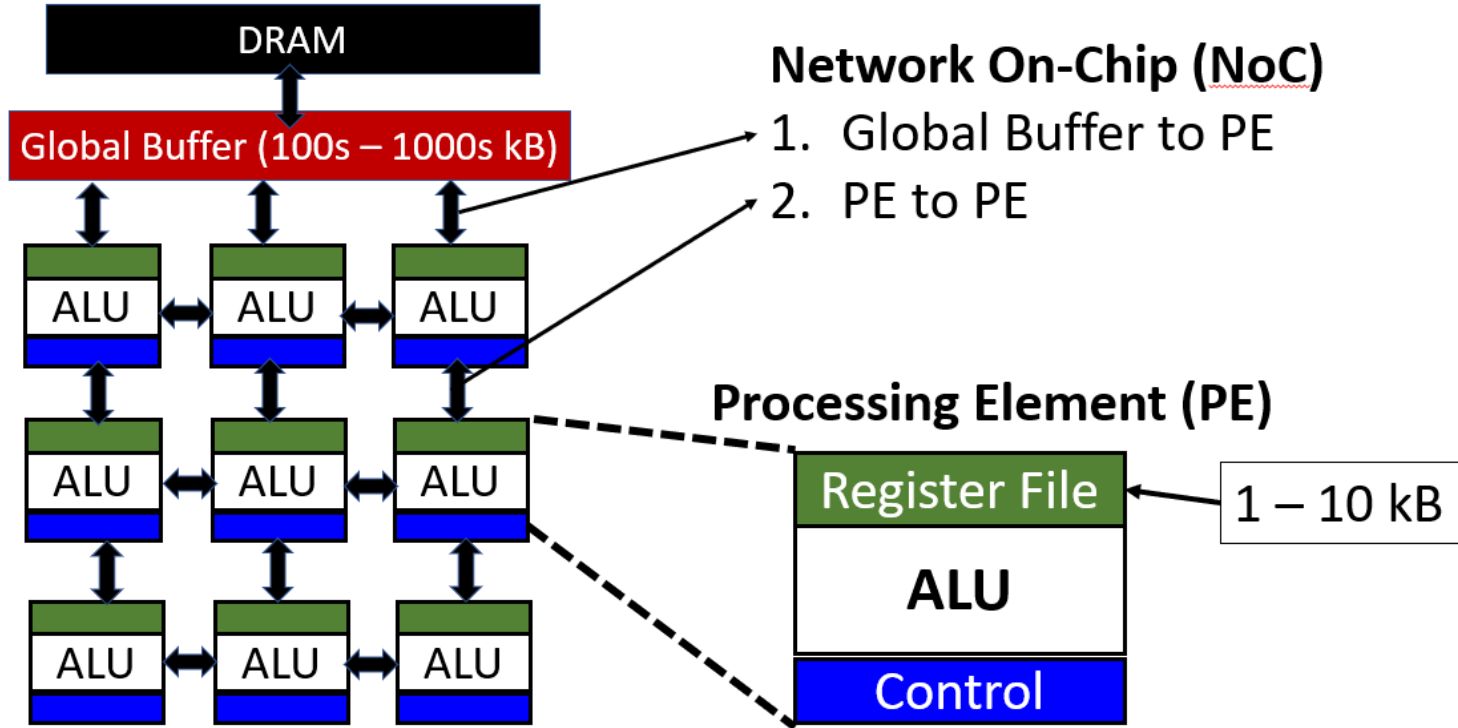 DRAM
Network On-Chip (NoC)
Global Buffer (100s – 1000s kB)
1. Global Buffer to PE
2. PE to PE
ALU ALU ALU
Processing Element (PE)
ALU ALU ALU
Register File
1 – 10 kB
ALU
ALU ALU ALU
Control